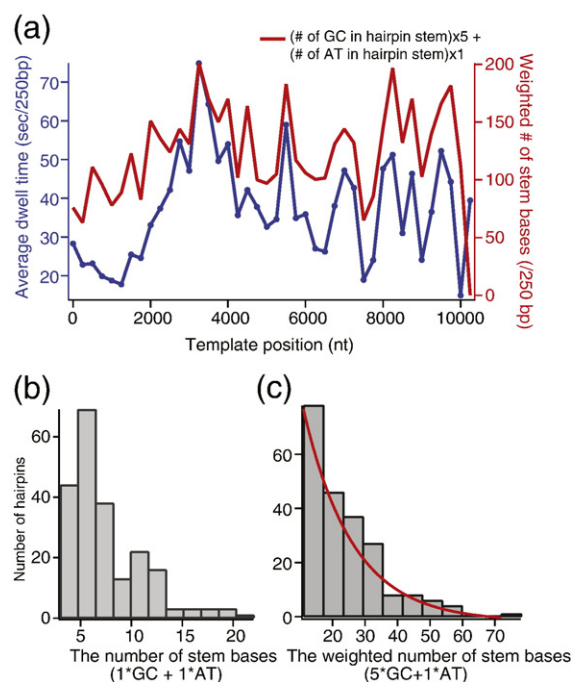 (a)
(# of GC in hairpin stem)x5 +
(# of AT in hairpin stem)x1
Average dwell time (sec/250bp)
70
60
50
40
30
20
Weighted # of stem bases
(/250 bp)
200
150
100
50
0
0 2000 4000 6000 8000 10000
Template position (nt)
(b)
(c)
Number of hairpins
60
40
20
0
5 10 15 20
The number of stem bases
(1*GC + 1*AT)
60
40
20
0
20 30 40 50 60 70
The weighted number of stem bases
(5*GC+1*AT)